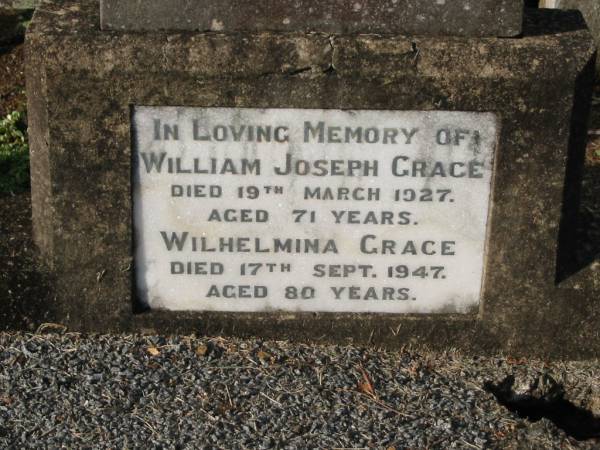 IN LOVING MEMORY OF
WILLIAM JOSEPH GRACE
DIED 19TH MARCH 1927.
AGED 71 YEARS.
WILHELMINA GRACE
DIED 17TH SEPT. 1947.
AGED 80 YEARS.